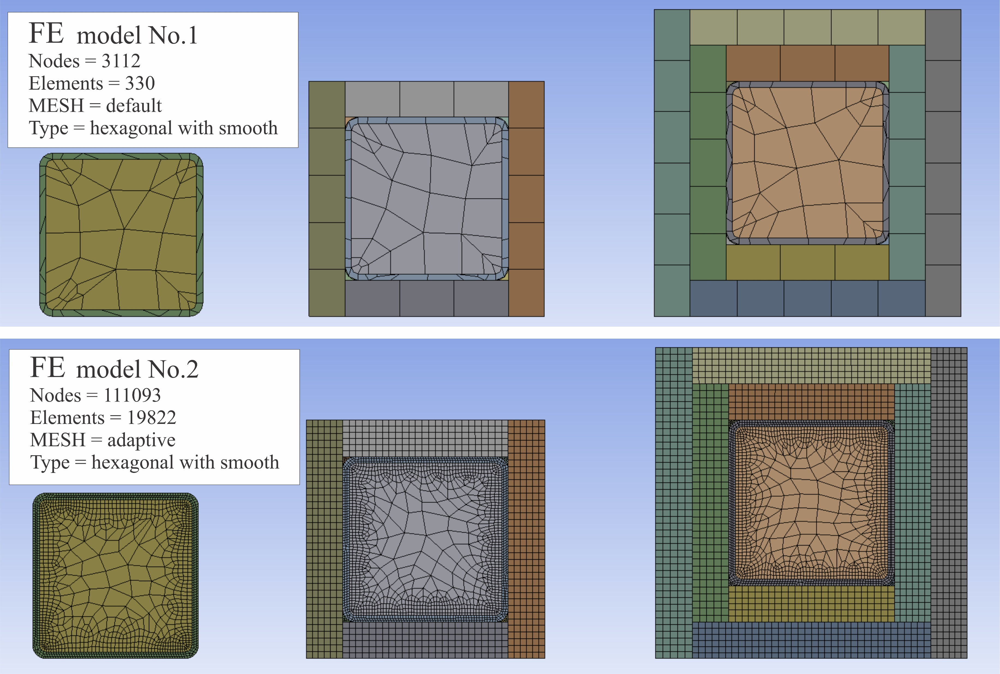 FE model No.1
Nodes = 3112
Elements = 330
MESH = default
Type = hexagonal with smooth
FE model No.2
Nodes = 111093
Elements = 19822
MESH = adaptive
Type = hexagonal with smooth